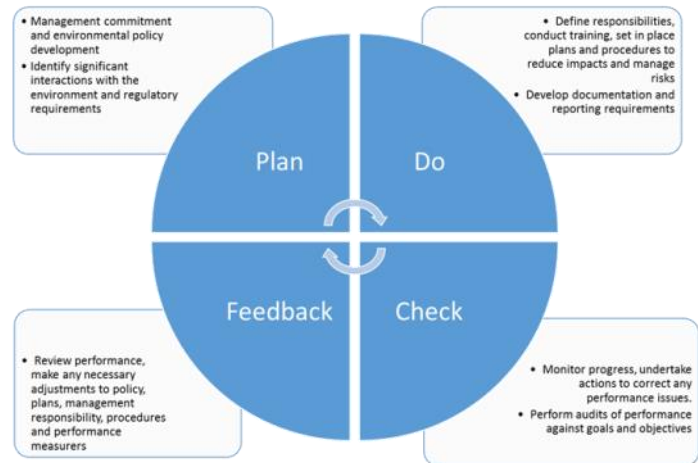 • Management commitment
and environmental policy
development
• Identify significant
interactions with the
environment and regulatory
requirements
• Define responsibilities,
conduct training, set in place
plans and procedures to
reduce impacts and manage
risks
• Develop documentation and
reporting requirements
Plan
Do
Feedback
Check
• Review performance,
make any necessary
adjustments to policy,
plans, management
responsibility, procedures
and performance
measurers
• Monitor progress, undertake
actions to correct any
performance issues.
• Perform audits of performance
against goals and objectives